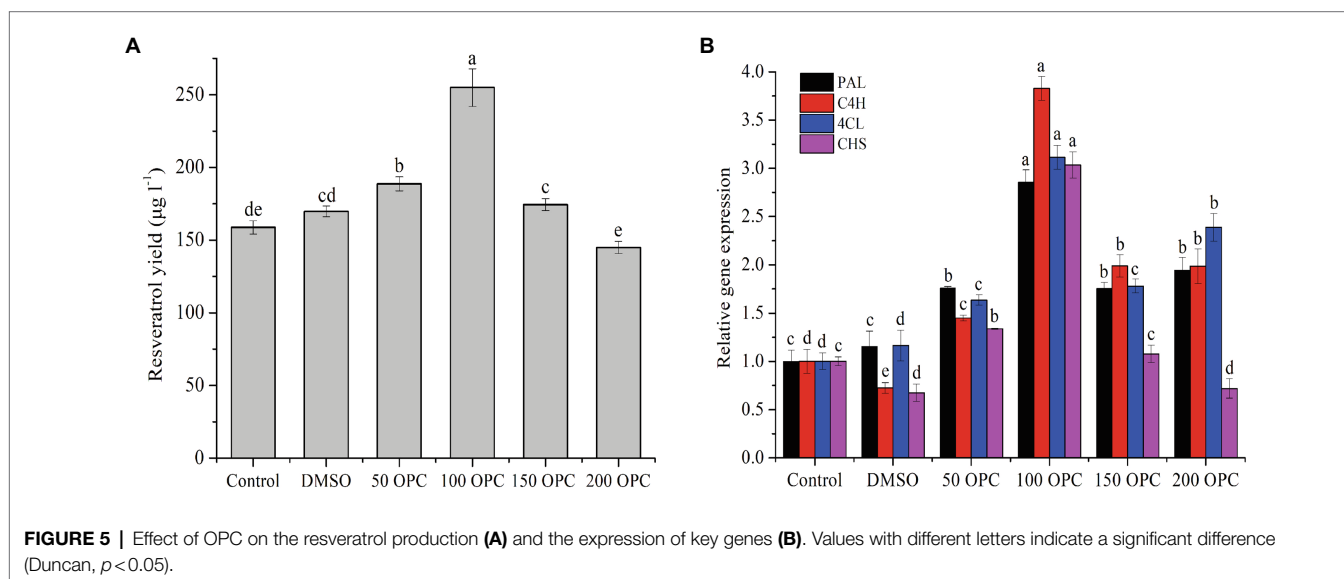 A
Resveratrol yield (µg l⁻¹)
250
200
150
100
50
0
de
cd
b
a
c
e
Control DMSO 50 OPC 100 OPC 150 OPC 200 OPC
B
Relative gene expression
4.0
3.5
3.0
2.5
2.0
1.5
1.0
0.5
0.0
PAL
C4H
4CL
CHS
c d d c
c e d d
b c c b
a a a a
b b c c
b b b d
Control DMSO 50 OPC 100 OPC 150 OPC 200 OPC
FIGURE 5 | Effect of OPC on the resveratrol production (A) and the expression of key genes (B). Values with different letters indicate a significant difference
(Duncan, p<0.05).